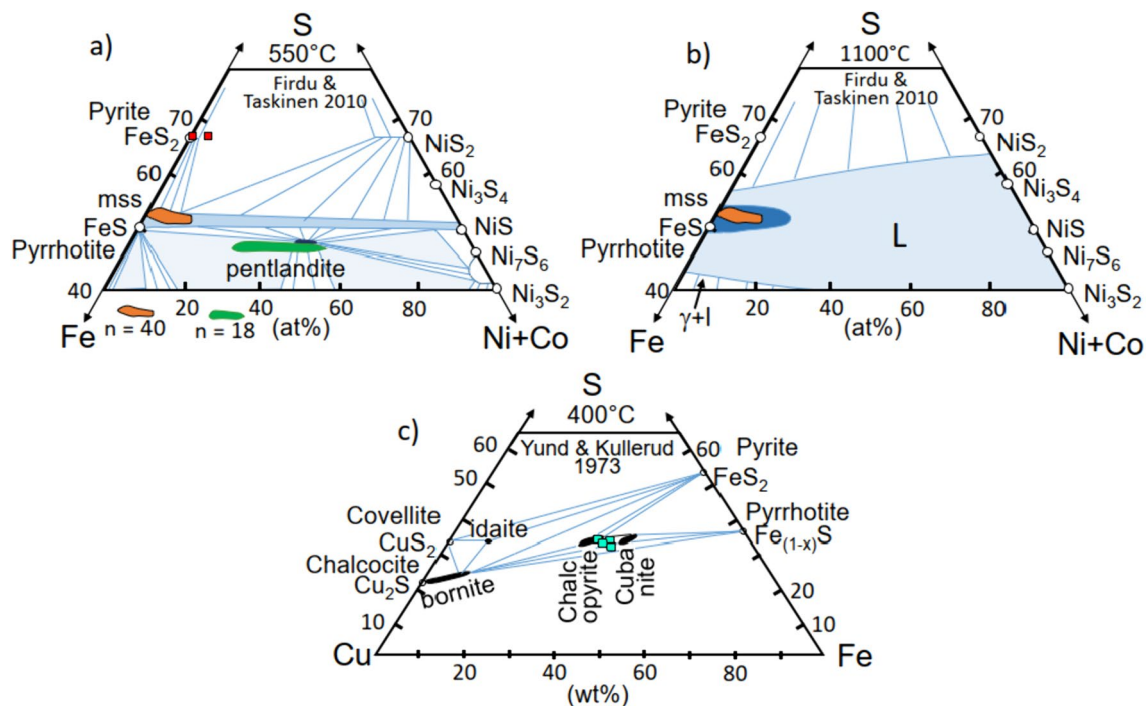 a)
S
550°C
Firdu &
Taskinen 2010
Pyrite
FeS2
70
60
mss
FeS
Pyrrhotite
70
NiS2
60
Ni3S4
NiS
Ni7S6
Ni3S2
pentlandite
40
20
40
60
80
(at%)
Fe
n = 40
n = 18
Ni+Co
b)
S
1100°C
Firdu &
Taskinen 2010
Pyrite
FeS2
70
60
mss
FeS
Pyrrhotite
L
70
NiS2
60
Ni3S4
NiS
Ni7S6
Ni3S2
40
γ+l
20
40
60
80
(at%)
Fe
Ni+Co
c)
S
400°C
Yund & Kullerud
1973
60
50
60
Pyrite
FeS2
Covellite
CuS2
idaite
Chalcocite
Cu2S
bornite
Chalc
opyrite
Cuba
nite
Pyrrhotite
Fe(1-x)S
20
10
10
Cu
20
40
60
80
Fe
(wt%)